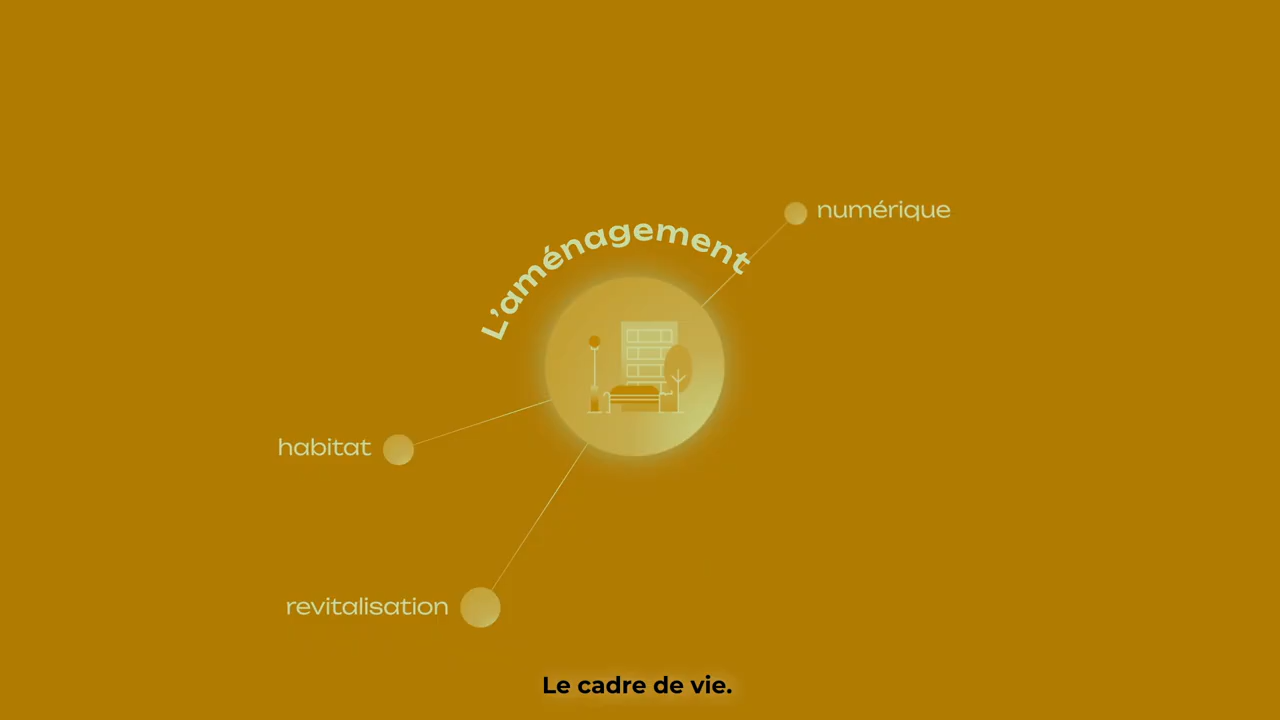 numérique
L’aménagement
habitat
revitalisation
Le cadre de vie.